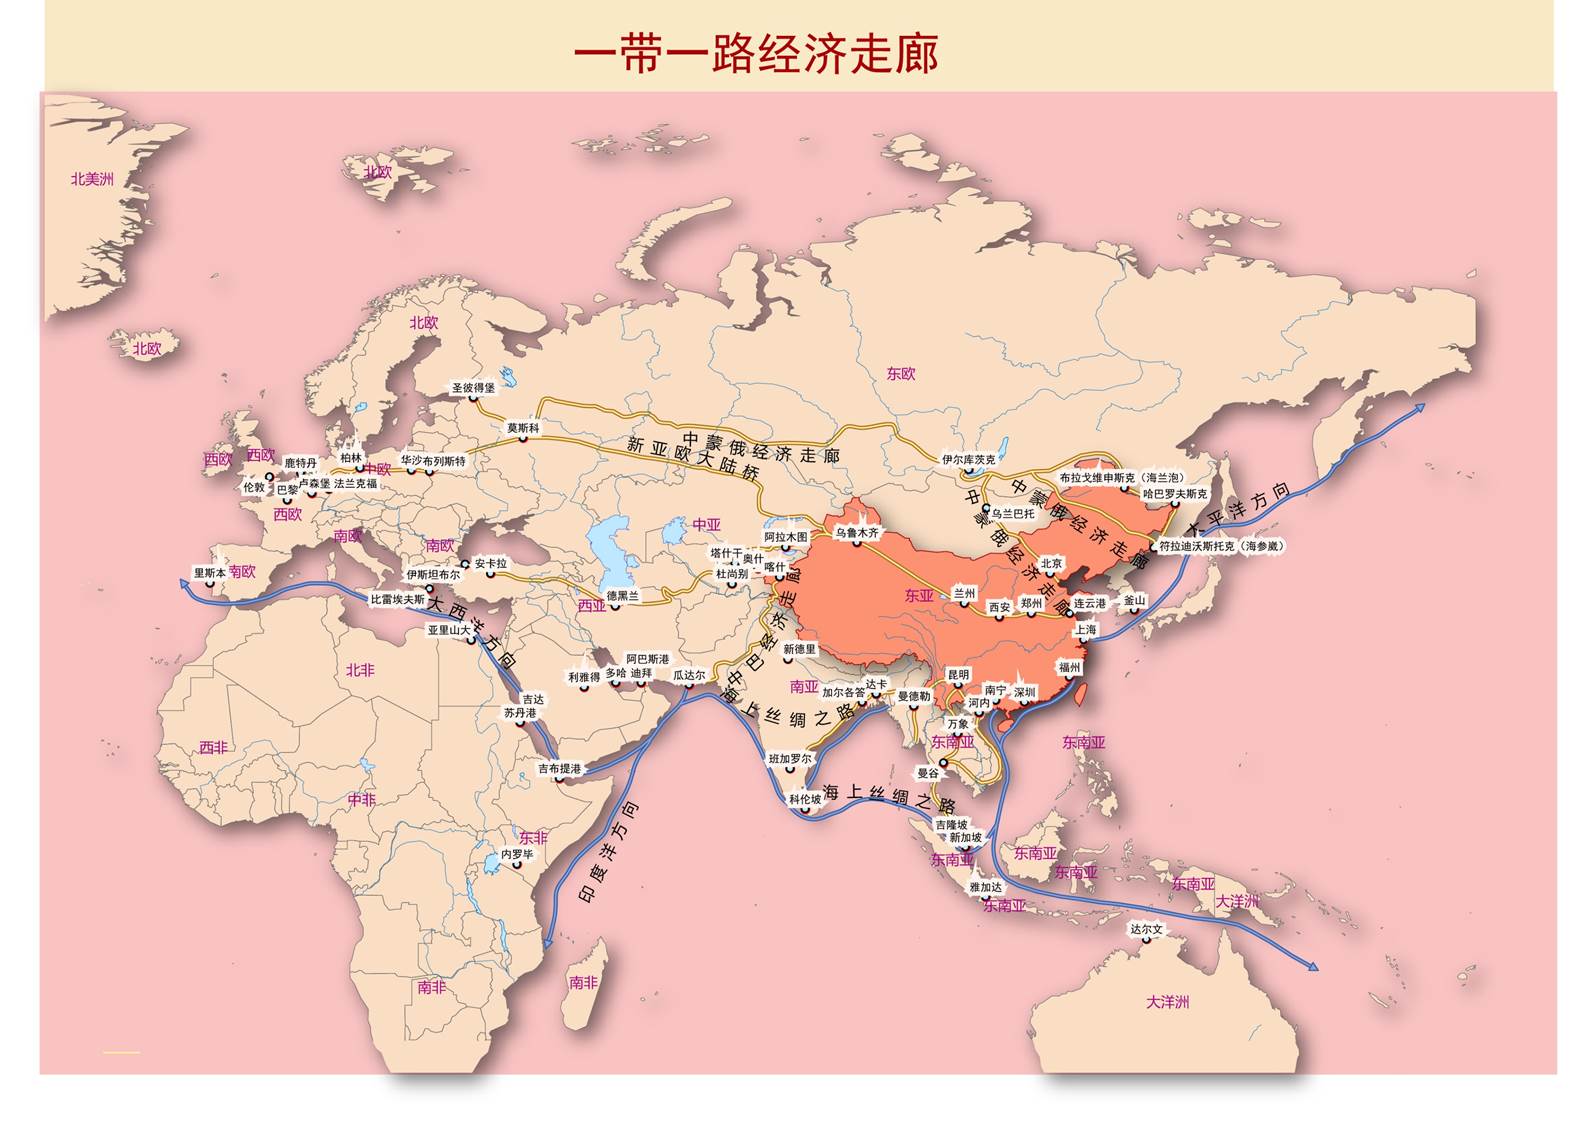 一带一路经济走廊
北美洲
北欧
北欧
北欧
东欧
圣彼得堡
莫斯科
中蒙俄经济走廊
新亚欧大陆桥
西欧
西欧
鹿特丹
柏林
中欧
华沙
布列斯特
伦敦
巴黎
卢森堡
法兰克福
西欧
伊尔库茨克
布拉戈维申斯克（海兰泡）
哈巴罗夫斯克
中蒙俄经济走廊
中蒙俄经济走廊
乌兰巴托
太平洋方向
符拉迪沃斯托克（海参崴）
南欧
南欧
南欧
中亚
阿拉木图
乌鲁木齐
塔什干
奥什
杜尚别
喀什
里斯本
伊斯坦布尔
安卡拉
北京
比雷埃夫斯
大西洋方向
西亚
德黑兰
东亚
兰州
西安
郑州
连云港
釜山
上海
亚里山大
中巴经济走廊
新德里
北非
利雅得
多哈
阿巴斯港
迪拜
瓜达尔
南亚
加尔各答
达卡
曼德勒
昆明
南宁
深圳
福州
河内
吉达
苏丹港
海上丝绸之路
万象
东南亚
东南亚
西非
吉布提港
班加罗尔
曼谷
中非
科伦坡
海上丝绸之路
印度洋方向
吉隆坡
新加坡
东非
内罗毕
东南亚
东南亚
东南亚
雅加达
东南亚
东南亚
大洋洲
达尔文
南非
南非
大洋洲